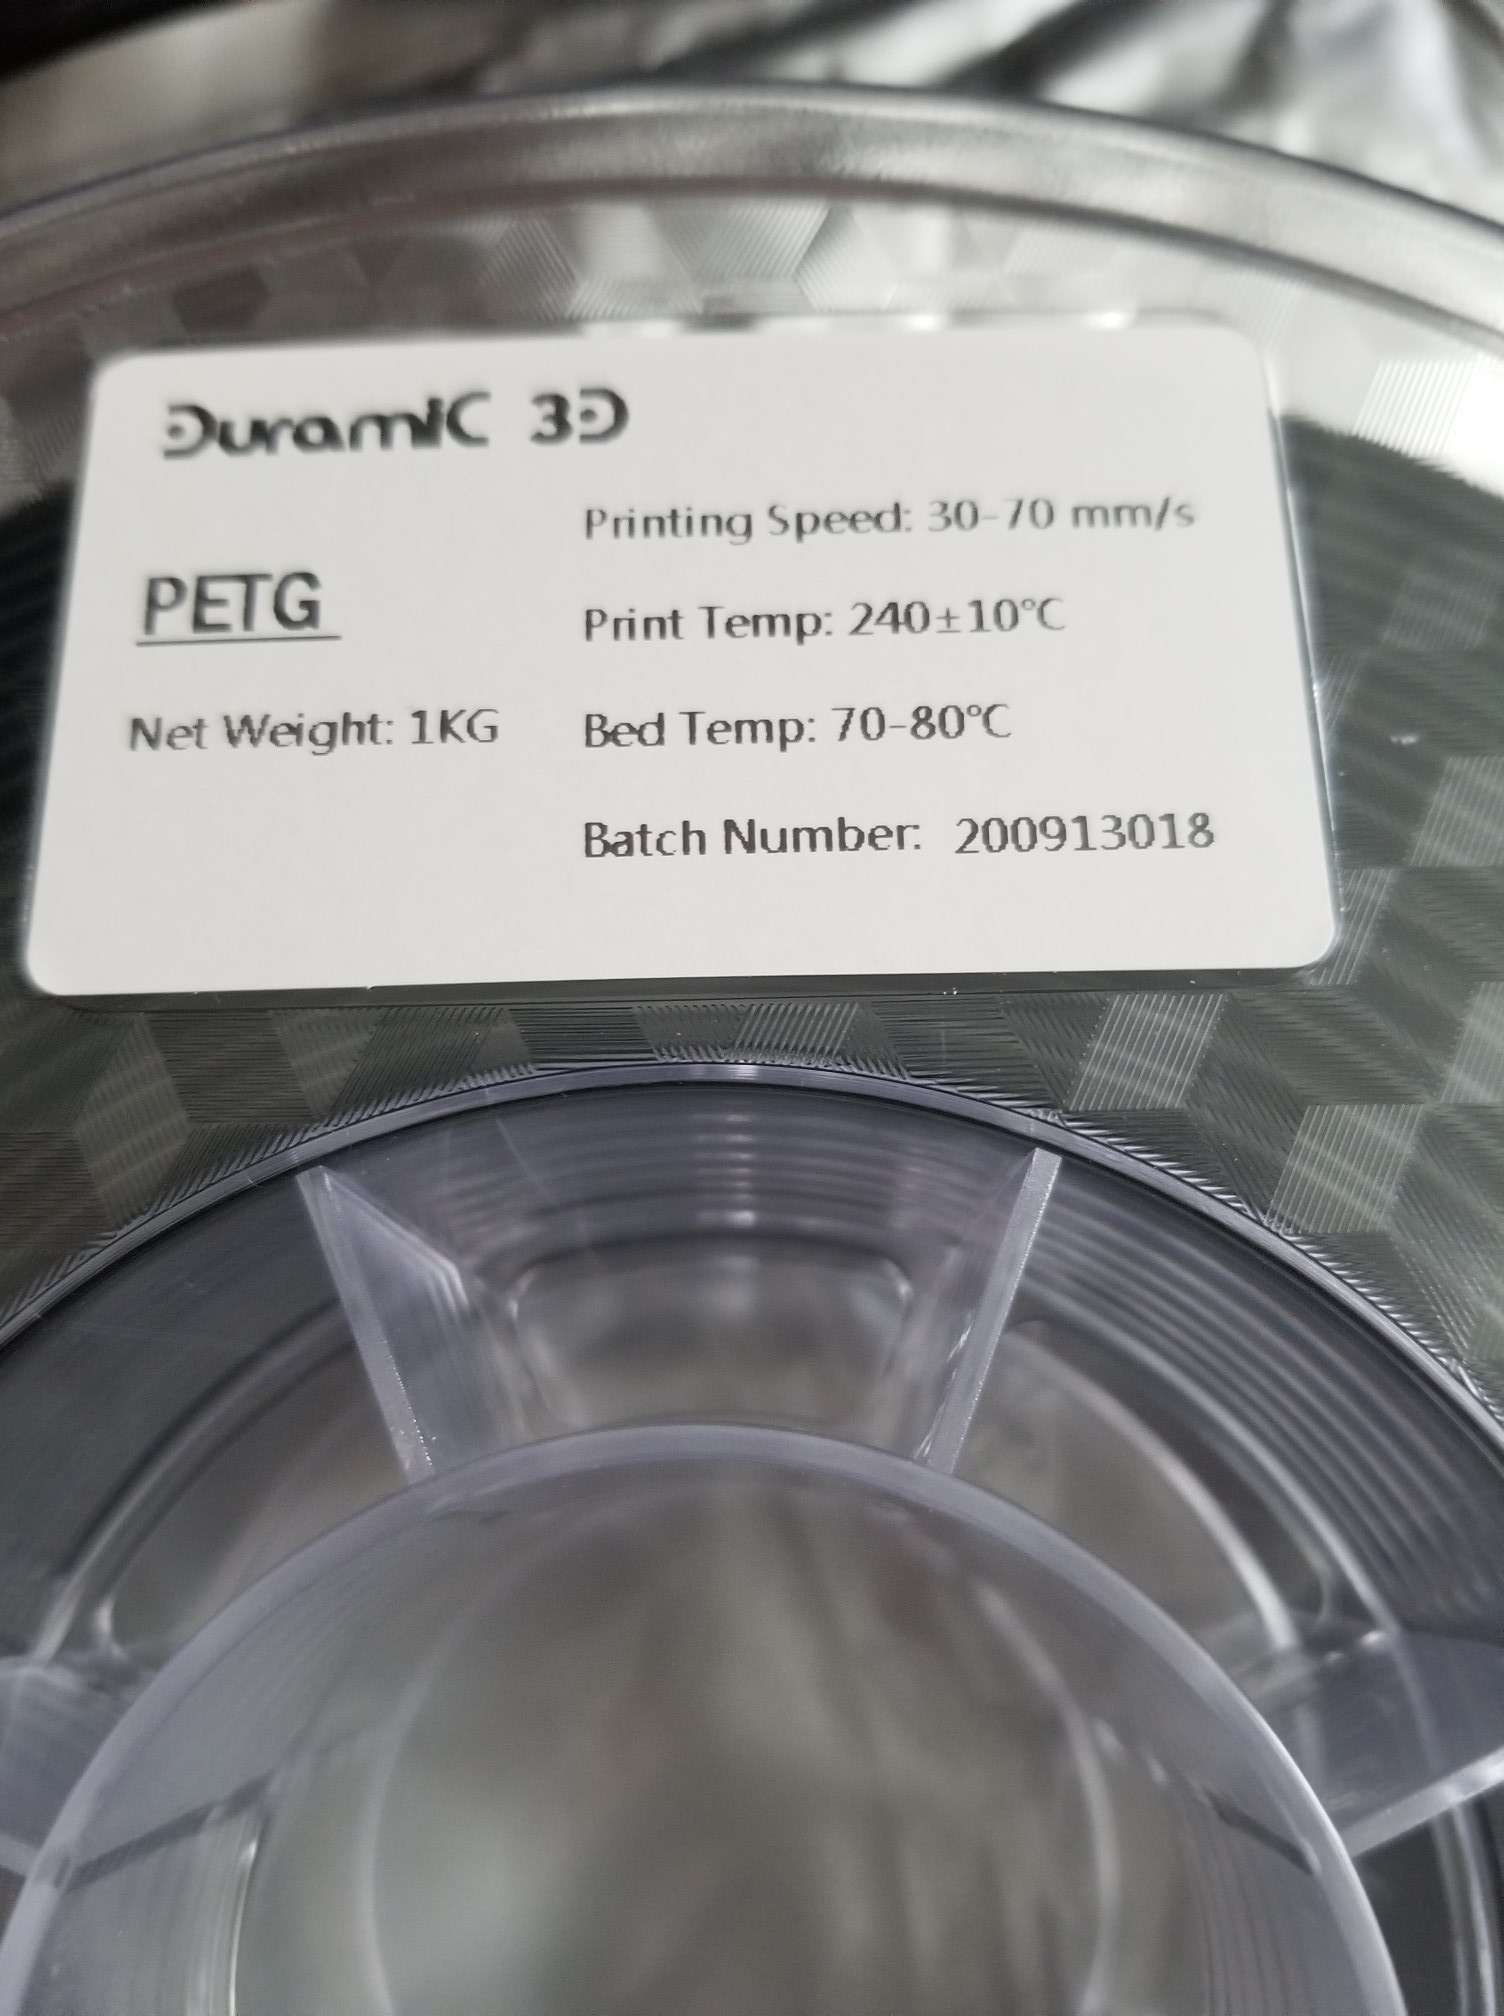 DuramIC 3D
Printing Speed: 30-70 mm/s
PETG
Print Temp: 240±10℃
Net Weight: 1KG
Bed Temp: 70-80℃
Batch Number: 200913018